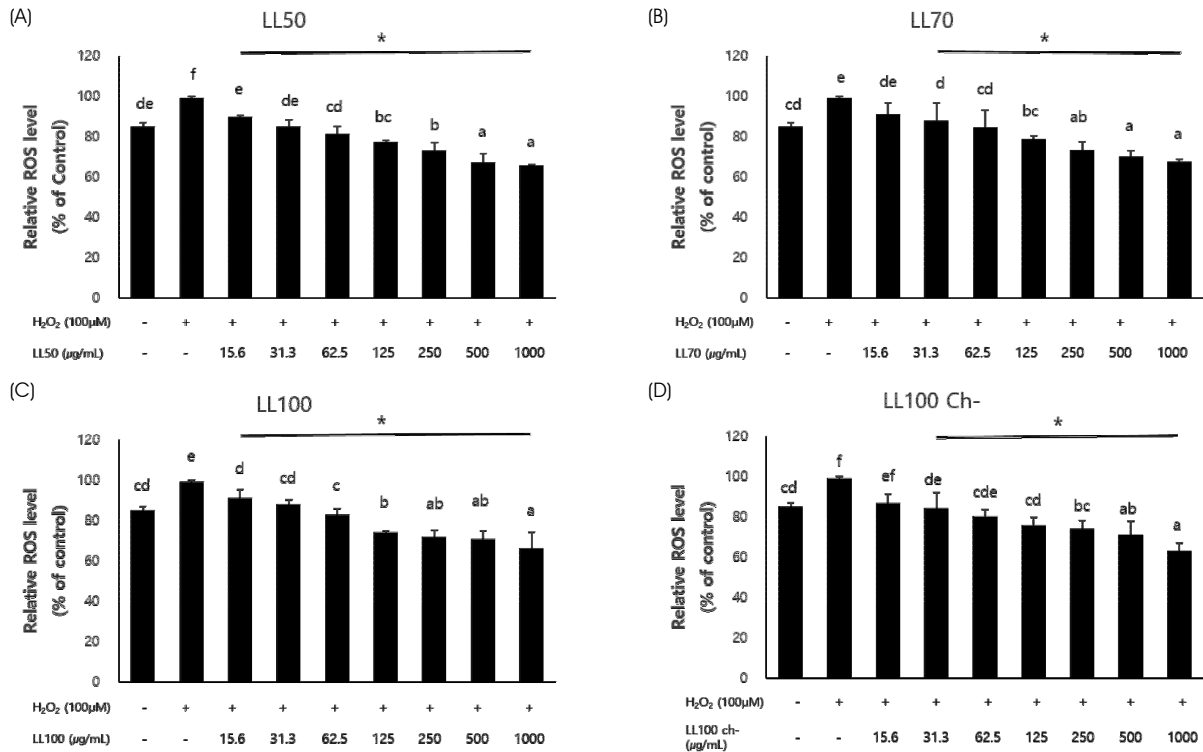 (A)
LL50
*
120
100
80
60
40
20
0
Relative ROS level
(% of Control)
de f e de cd bc b a a
H₂O₂ (100μM) - + + + + + + + +
LL50 (μg/mL) - - 15.6 31.3 62.5 125 250 500 1000
(B)
LL70
*
120
100
80
60
40
20
0
Relative ROS level
(% of control)
cd e de d cd bc ab a a
H₂O₂ (100μM) - + + + + + + + +
LL70 (μg/mL) - - 15.6 31.3 62.5 125 250 500 1000
(C)
LL100
*
120
100
80
60
40
20
0
Relative ROS level
(% of control)
cd e d cd c b ab ab a
H₂O₂ (100μM) - + + + + + + + +
LL100 (μg/mL) - - 15.6 31.3 62.5 125 250 500 1000
(D)
LL100 Ch-
*
120
100
80
60
40
20
0
Relative ROS level
(% of control)
cd f ef de cde cd bc ab a
H₂O₂ (100μM) - + + + + + + + +
LL100 ch-
(μg/mL) - - 15.6 31.3 62.5 125 250 500 1000